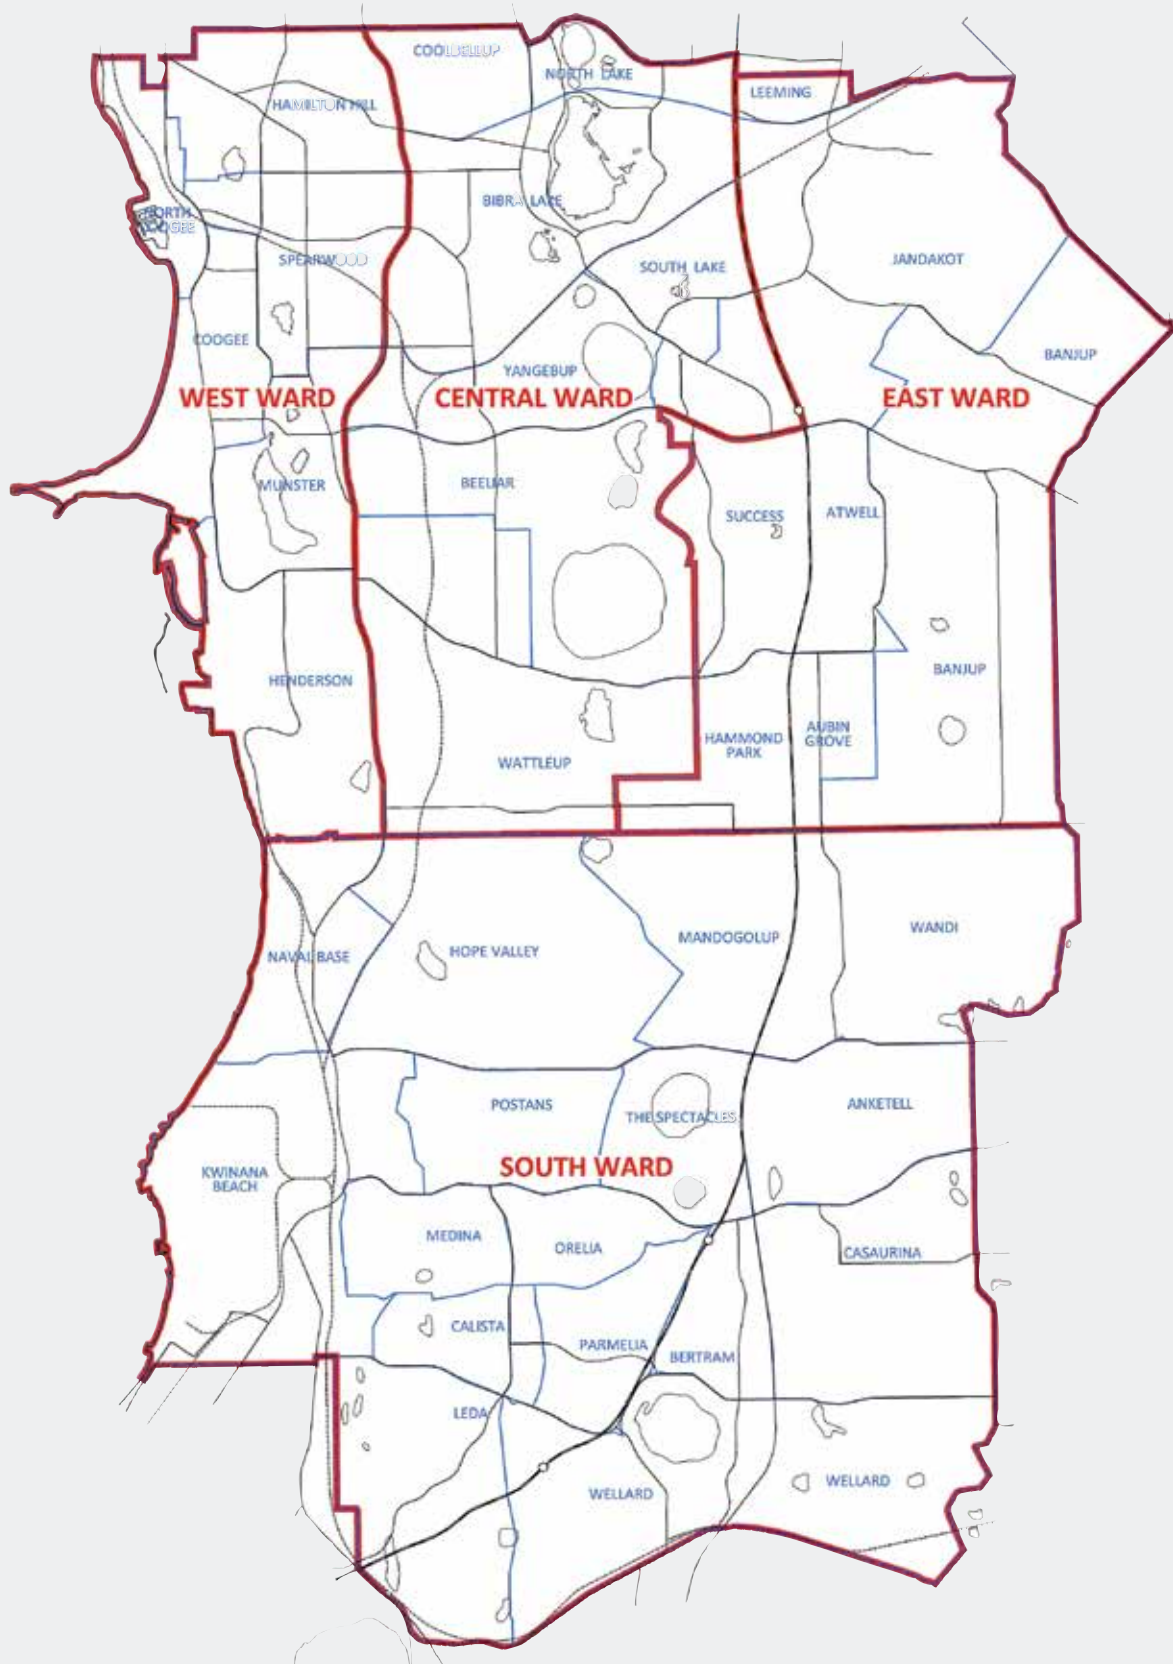 COOLBELLUP
NORTH LAKE
LEEMING
HAMILTON HILL
BIBRA LAKE
NORTH
COOGEE
SPEARWOOD
SOUTH LAKE
JANDAKOT
COOGEE
YANGEBUP
BANJUP
WEST WARD
CENTRAL WARD
EAST WARD
MUNSTER
BEELIAR
SUCCESS
ATWELL
HENDERSON
BANJUP
WATTLEUP
HAMMOND
PARK
AUBIN
GROVE
NAVAL BASE
HOPE VALLEY
MANDOGOLUP
WANDI
POSTANS
THE SPECTACLES
ANKETELL
SOUTH WARD
KWINANA
BEACH
MEDINA
ORELIA
CASAURINA
CALISTA
PARMELIA
BERTRAM
LEDA
WELLARD
WELLARD